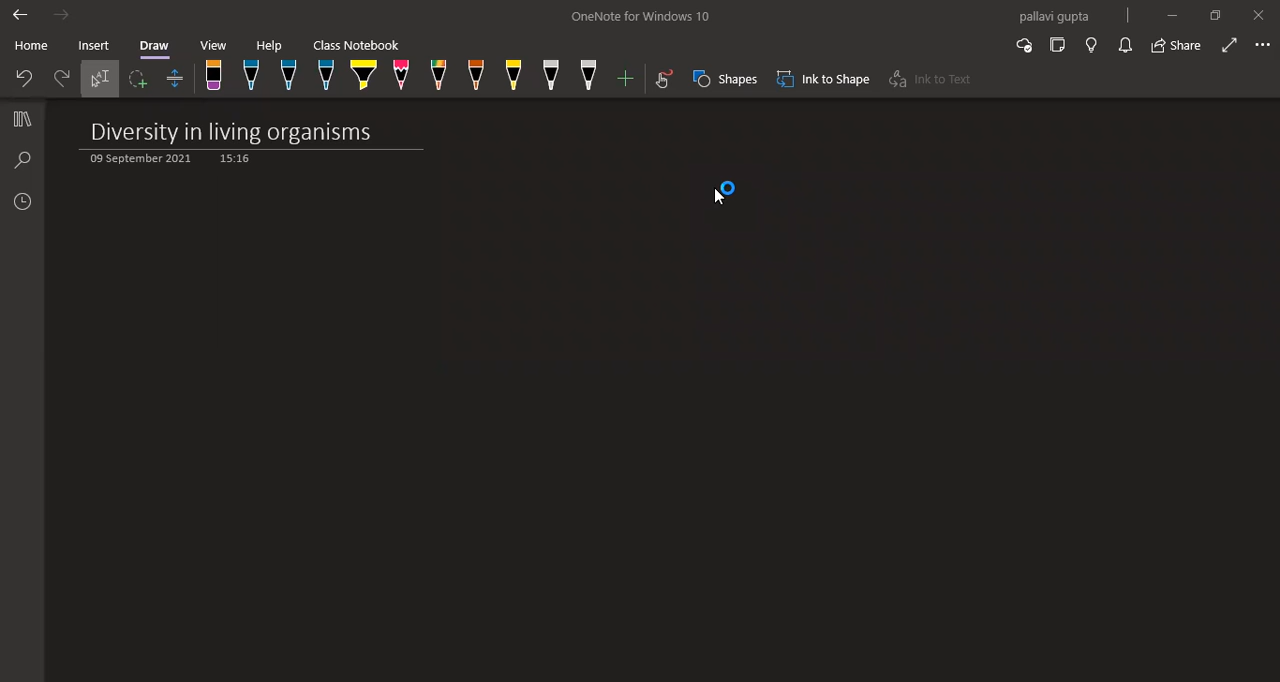 OneNote for Windows 10
pallavi gupta
Home Insert Draw View Help Class Notebook
Share
Shapes Ink to Shape Ink to Text
Diversity in living organisms
09 September 2021 15:16